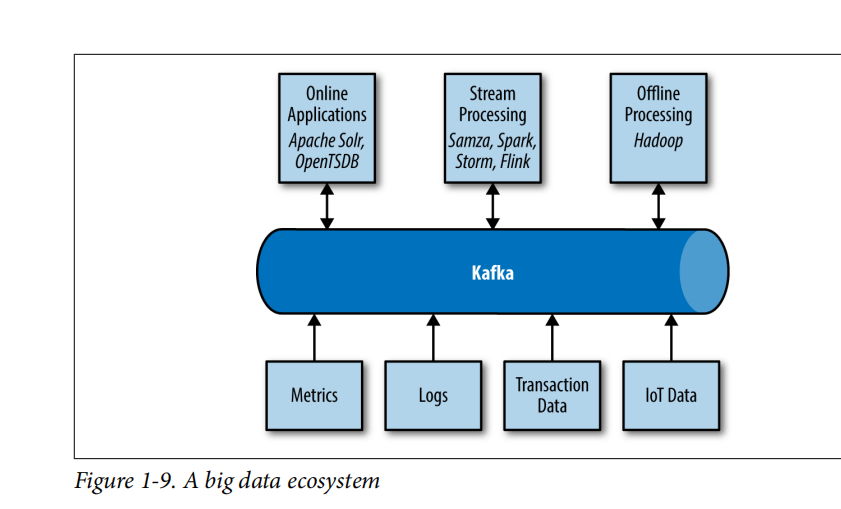 Online
Applications
Apache Solr,
OpenTSDB
Stream
Processing
Samza, Spark,
Storm, Flink
Offline
Processing
Hadoop
Kafka
Metrics
Logs
Transaction
Data
IoT Data
Figure 1-9. A big data ecosystem